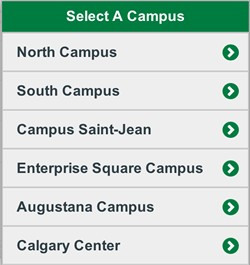 Select A Campus
North Campus
South Campus
Campus Saint-Jean
Enterprise Square Campus
Augustana Campus
Calgary Center